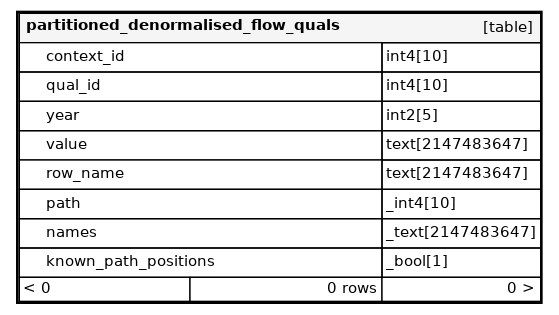 partitioned_denormalised_flow_quals [table]
context_id int4[10]
qual_id int4[10]
year int2[5]
value text[2147483647]
row_name text[2147483647]
path _int4[10]
names _text[2147483647]
known_path_positions _bool[1]
< 0 0 rows 0 >